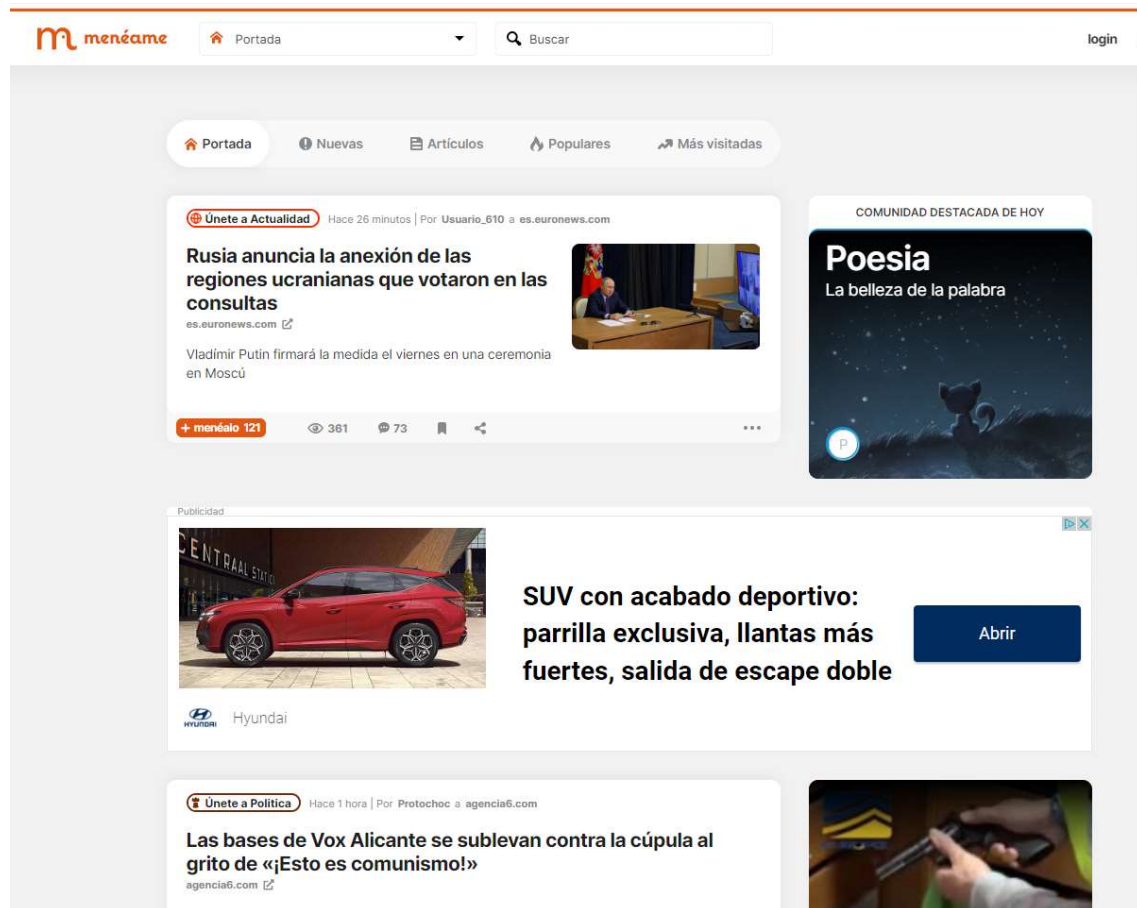 menéame
Portada
Buscar
login
Portada
Nuevas
Artículos
Populares
Más visitadas
Únete a Actualidad Hace 26 minutos | Por Usuario_610 a es.euronews.com
Rusia anuncia la anexión de las
regiones ucranianas que votaron en las
consultas
es.euronews.com
Vladímir Putin firmará la medida el viernes en una ceremonia
en Moscú
+ menéalo 121
361
73
...
COMUNIDAD DESTACADA DE HOY
Poesia
La belleza de la palabra
P
Publicidad
CENTRAAL STATION
SUV con acabado deportivo:
parrilla exclusiva, llantas más
fuertes, salida de escape doble
Abrir
HYUNDAI
Hyundai
Únete a Política Hace 1 hora | Por Protochoc a agencia6.com
Las bases de Vox Alicante se sublevan contra la cúpula al
grito de «¡Esto es comunismo!»
agencia6.com